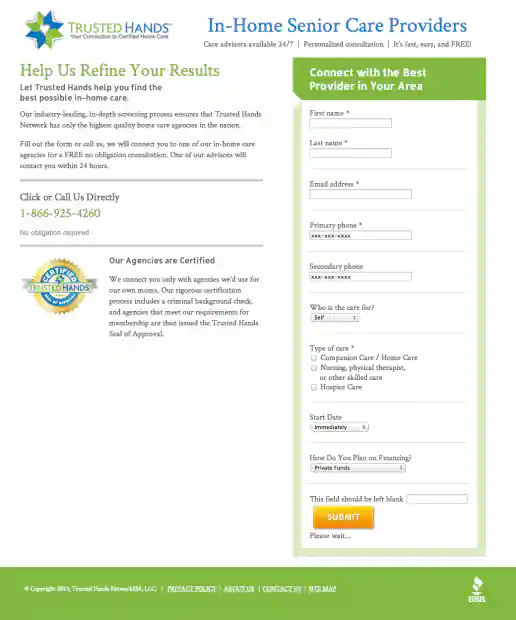 TRUSTED HANDS
Your Connection to Certified Home Care
In-Home Senior Care Providers
Care advisors available 24/7 | Personalized consultation | It's fast, easy, and FREE!
Help Us Refine Your Results
Let Trusted Hands help you find the
best possible in-home care.
Our industry-leading, in-depth screening process ensures that Trusted Hands
Network has only the highest quality home care agencies in the nation.
Fill out the form or call us, we will connect you to one of our in-home care
agencies for a FREE no obligation consultation. One of our advisors will
contact you within 24 hours.
Click or Call Us Directly
1-866-925-4260
No obligation required
CERTIFIED
TRUSTED HANDS
SEAL OF APPROVAL
Our Agencies are Certified
We connect you only with agencies we'd use for
our own moms. Our rigorous certification
process includes a criminal background check,
and agencies that meet our requirements for
membership are then issued the Trusted Hands
Seal of Approval.
Connect with the Best
Provider in Your Area
First name *
Last name *
Email address *
Primary phone *
xxx-xxx-xxxx
Secondary phone
xxx-xxx-xxxx
Who is the care for?
Self
Type of care *
Companion Care / Home Care
Nursing, physical therapist,
or other skilled care
Hospice Care
Start Date
Immediately
How Do You Plan on Financing?
Private Funds
This field should be left blank
SUBMIT
Please wait...
PRIVACY POLICY | ABOUT US | CONTACT US | SITE MAP
BBB